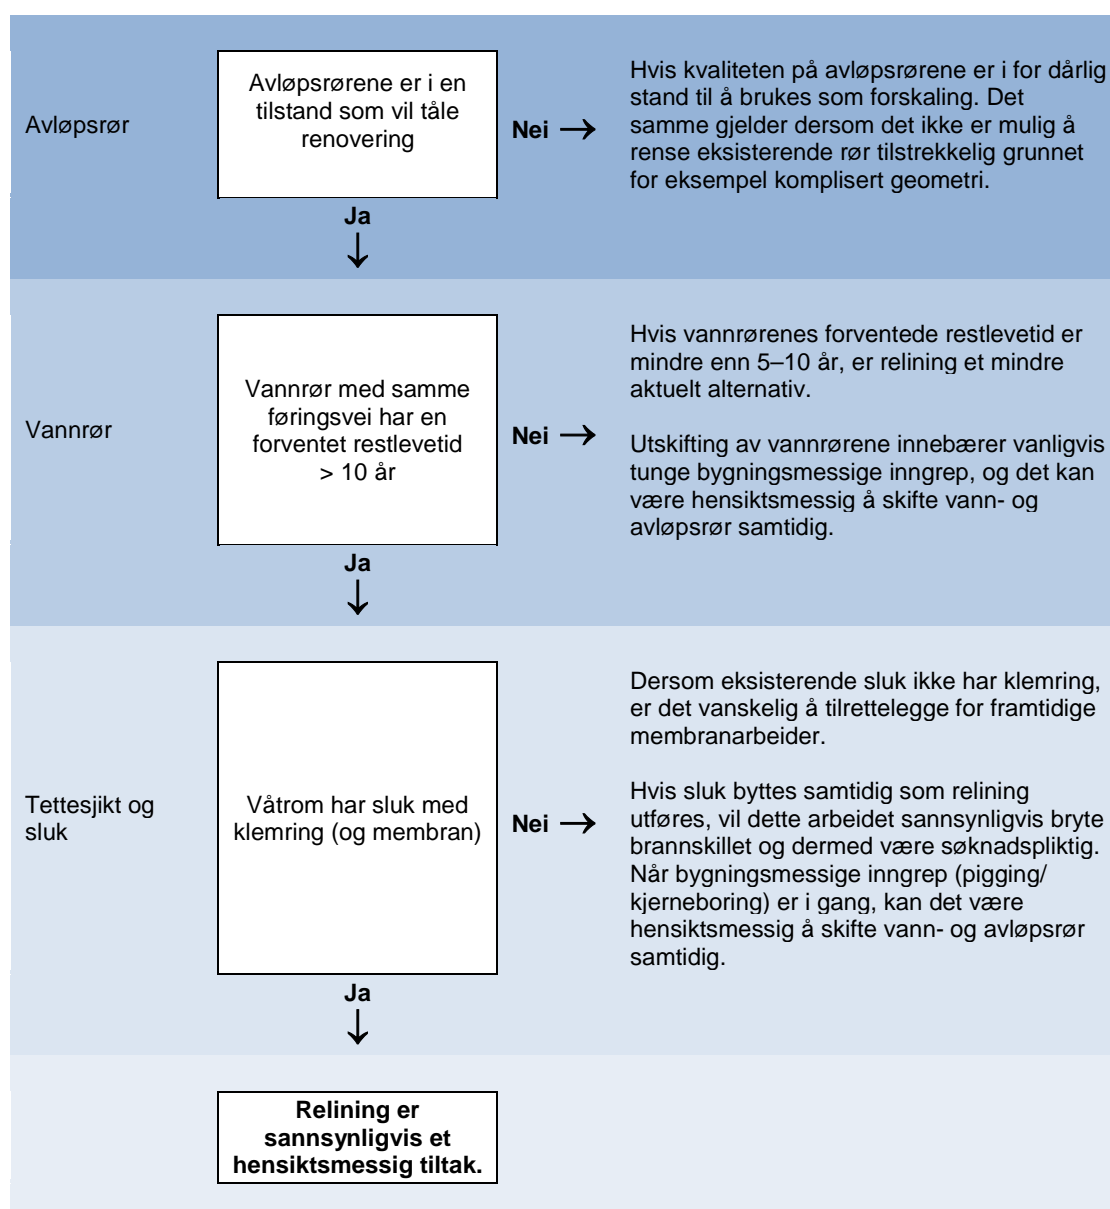 Avløpsrør
Avløpsrørene er i en
tilstand som vil tåle
renovering
Nei →
Hvis kvaliteten på avløpsrørene er i for dårlig
stand til å brukes som forskaling. Det
samme gjelder dersom det ikke er mulig å
rense eksisterende rør tilstrekkelig grunnet
for eksempel komplisert geometri.
Ja
↓
Vannrør
Vannrør med samme
føringsvei har en
forventet restlevetid
> 10 år
Nei →
Hvis vannrørenes forventede restlevetid er
mindre enn 5–10 år, er relining et mindre
aktuelt alternativ.
Utskifting av vannrørene innebærer vanligvis
tunge bygningsmessige inngrep, og det kan
være hensiktsmessig å skifte vann- og
avløpsrør samtidig.
Ja
↓
Tettesjikt og
sluk
Våtrom har sluk med
klemring (og membran)
Nei →
Dersom eksisterende sluk ikke har klemring,
er det vanskelig å tilrettelegge for framtidige
membranarbeider.
Hvis sluk byttes samtidig som relining
utføres, vil dette arbeidet sannsynligvis bryte
brannskillet og dermed være søknadspliktig.
Når bygningsmessige inngrep (pigging/
kjerneboring) er i gang, kan det være
hensiktsmessig å skifte vann- og avløpsrør
samtidig.
Ja
↓
Relining er
sannsynligvis et
hensiktsmessig tiltak.